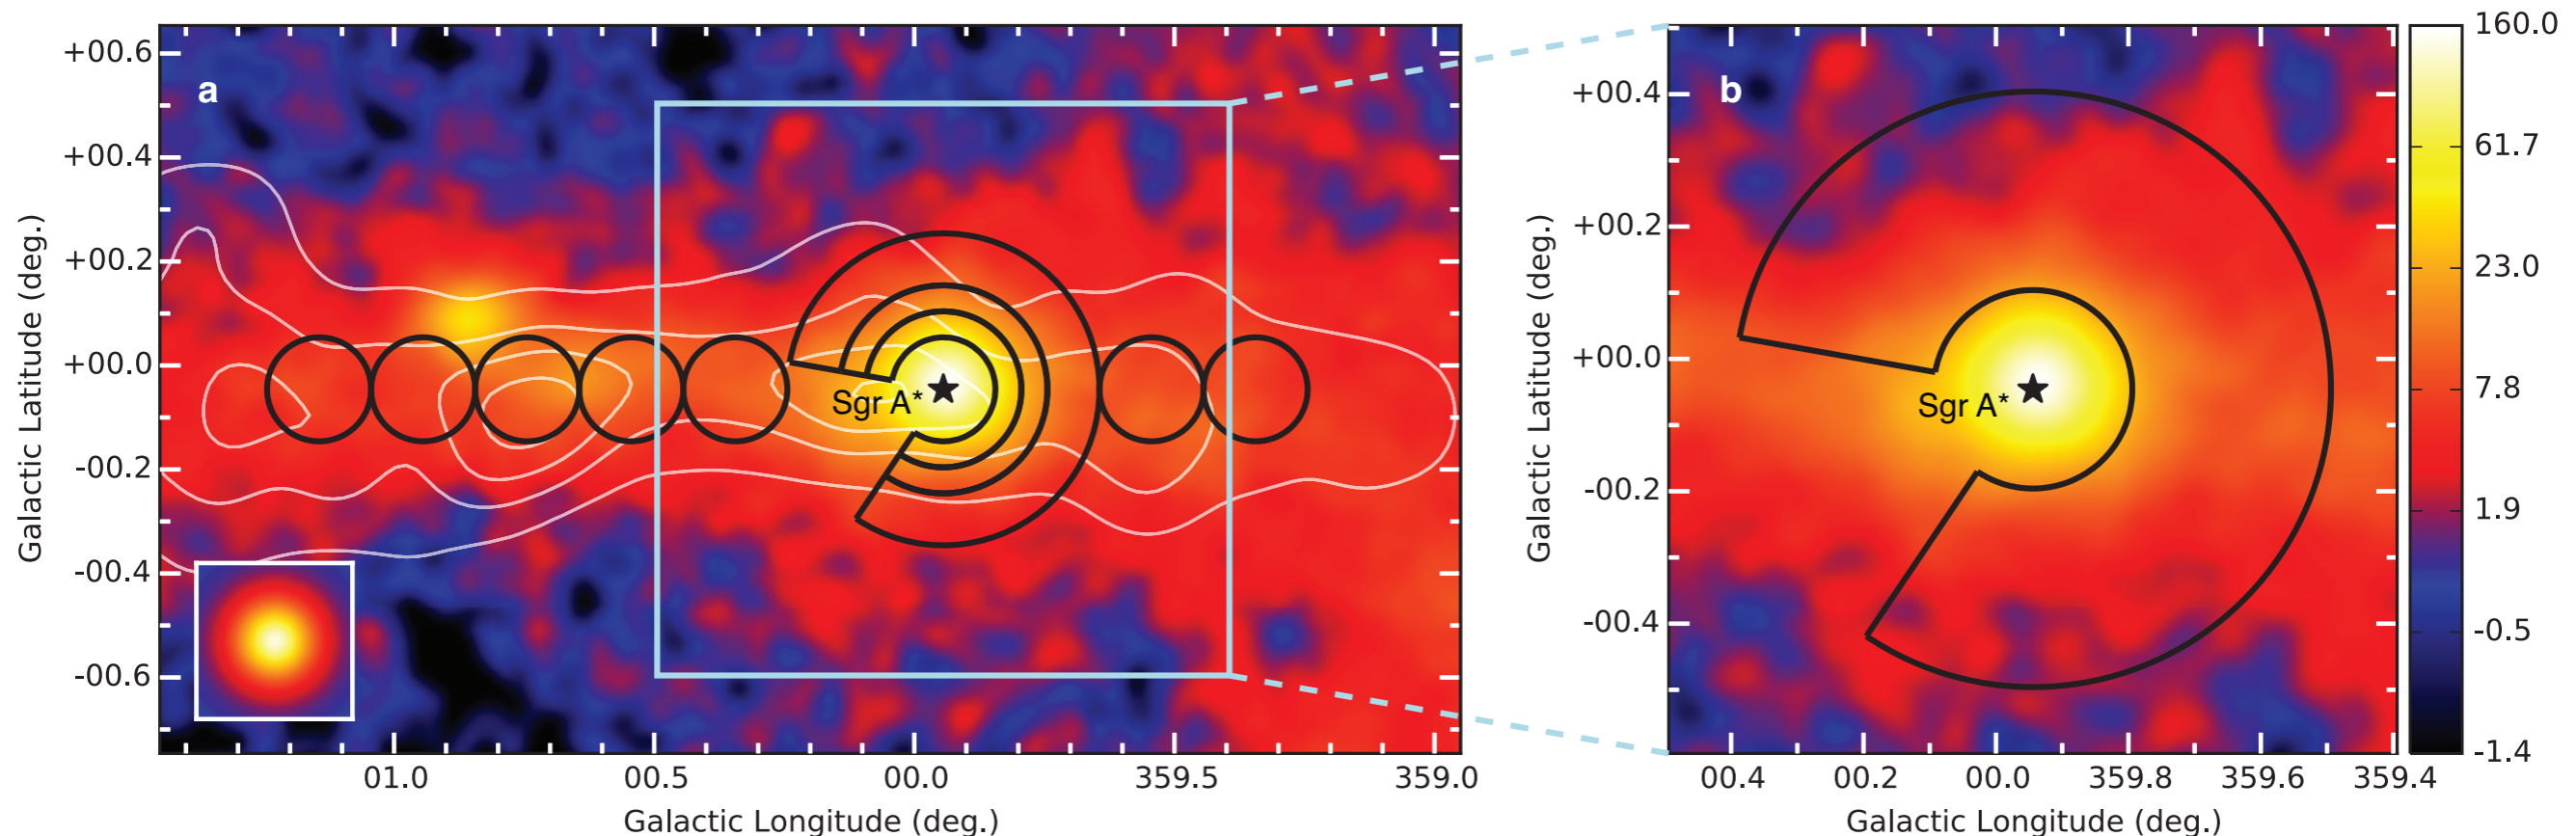 a
+00.6
+00.4
+00.2
+00.0
-00.2
-00.4
-00.6
Galactic Latitude (deg.)
Sgr A*
01.0 00.5 00.0 359.5 359.0
Galactic Longitude (deg.)
b
+00.4
+00.2
+00.0
-00.2
-00.4
Galactic Latitude (deg.)
Sgr A*
00.4 00.2 00.0 359.8 359.6 359.4
Galactic Longitude (deg.)
160.0
61.7
23.0
7.8
1.9
-0.5
-1.4